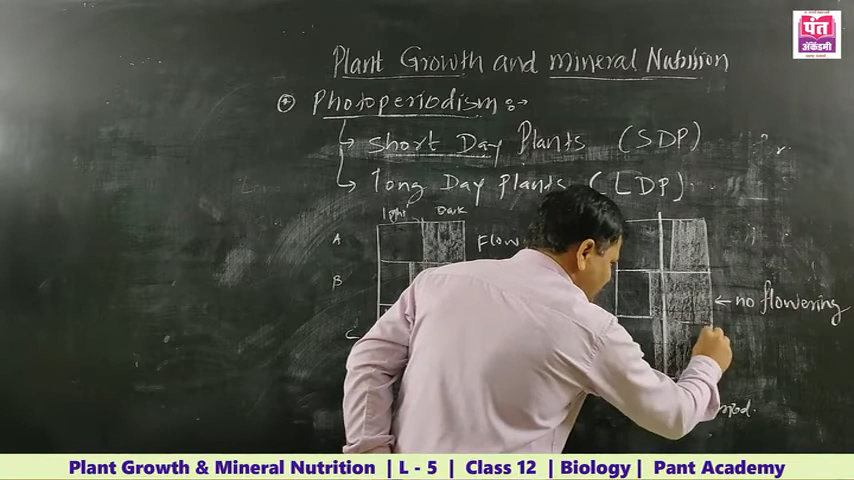 पंत
अकॅडमी
Plant Growth and mineral Nutrition
Photoperiodism :-
Short Day Plants (SDP)
Long Day Plants (LDP)
light Dark
A Flow
B
← no flowering
C
Plant Growth & Mineral Nutrition | L - 5 | Class 12 | Biology | Pant Academy